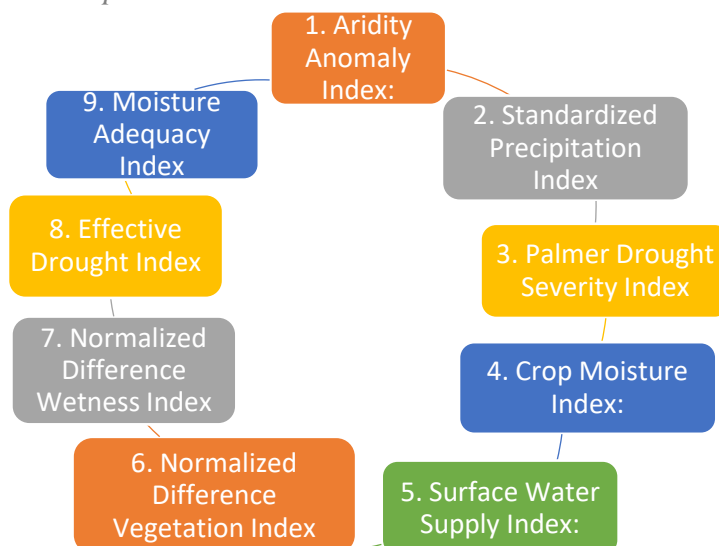 1. Aridity
Anomaly
Index:
2. Standardized
Precipitation
Index
3. Palmer Drought
Severity Index
4. Crop Moisture
Index:
5. Surface Water
Supply Index:
6. Normalized
Difference
Vegetation Index
7. Normalized
Difference
Wetness Index
8. Effective
Drought Index
9. Moisture
Adequacy
Index